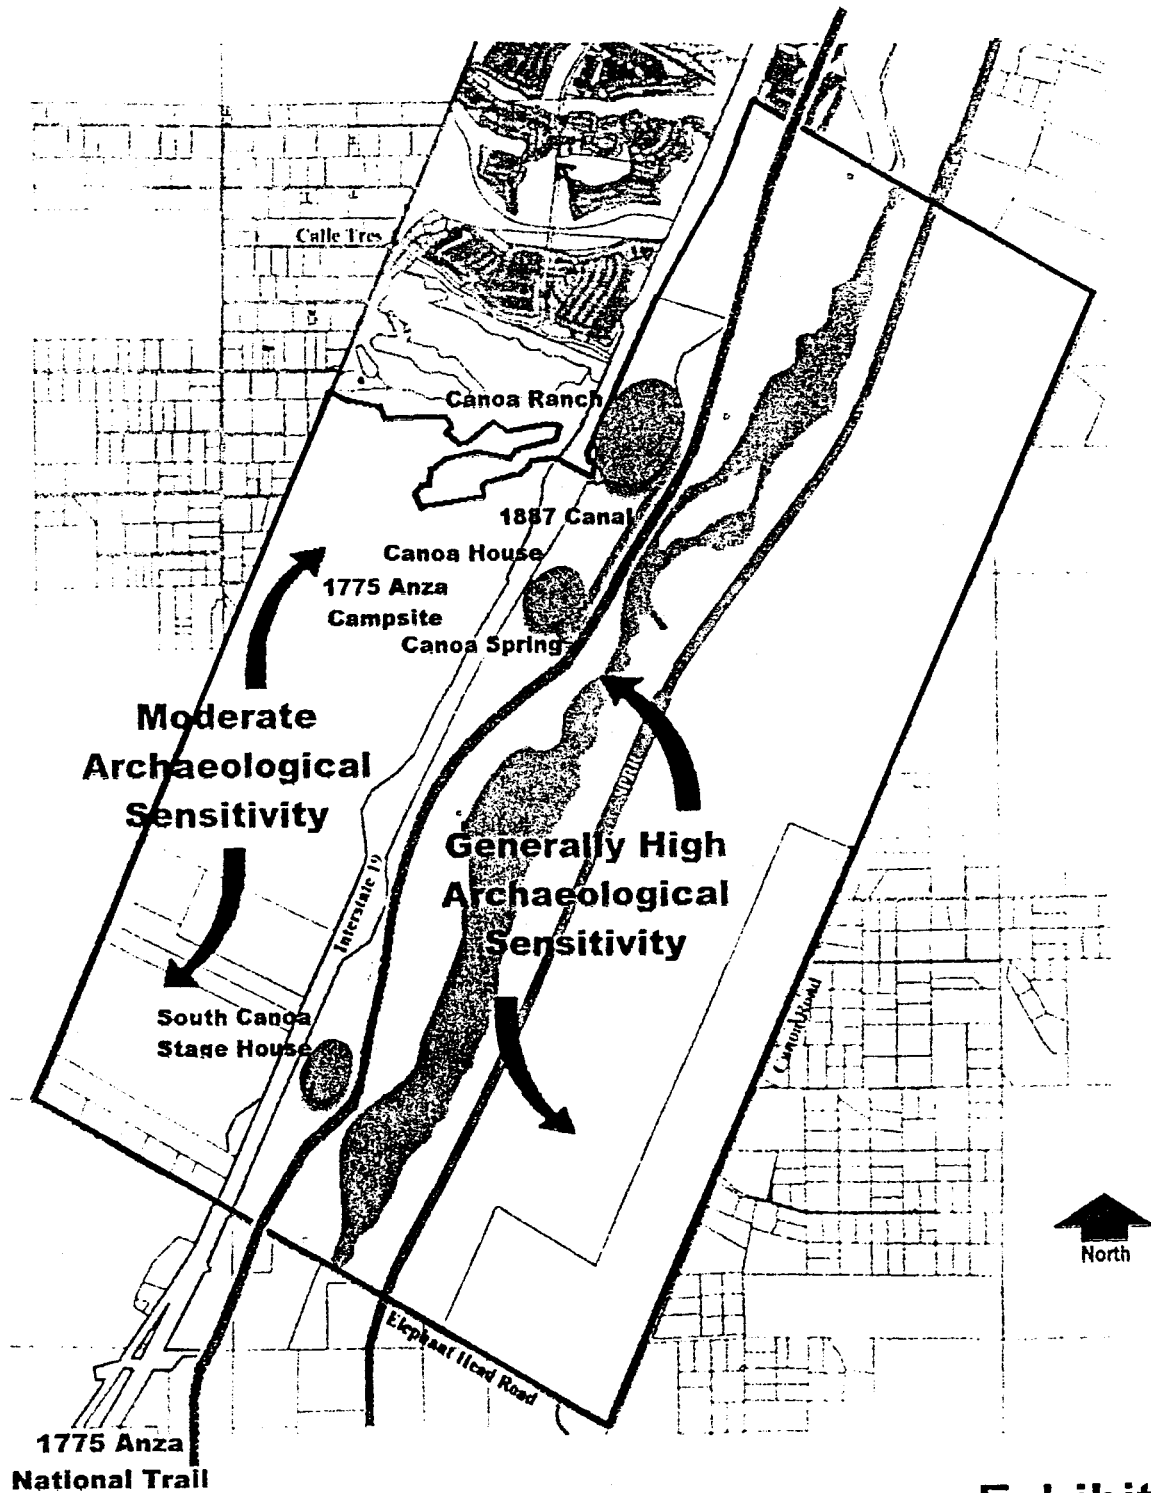 Calle Tres
Canoa Ranch
1887 Canal
Canoa House
1775 Anza
Campsite
Canoa Spring
Moderate
Archaeological
Sensitivity
Generally High
Archaeological
Sensitivity
Interstate 19
South Canoa
Stage House
North
Elephant Head Road
1775 Anza
National Trail